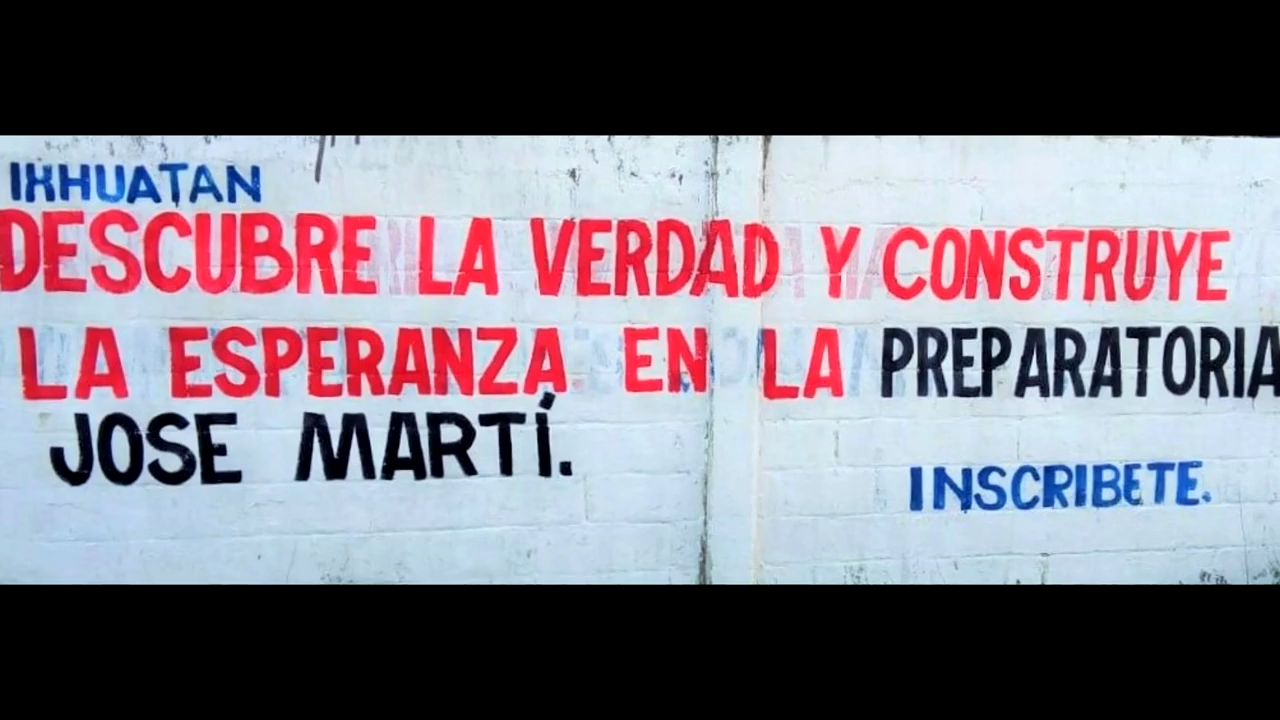 IXHUATAN
DESCUBRE LA VERDAD Y CONSTRUYE
LA ESPERANZA EN LA PREPARATORIA
JOSE MARTÍ.
INSCRIBETE.